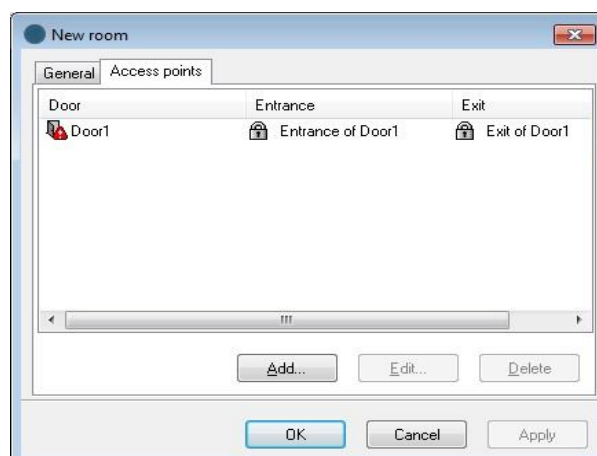 New room
General Access points
Door Entrance Exit
Door1 Entrance of Door1 Exit of Door1
Add... Edit... Delete
OK Cancel Apply